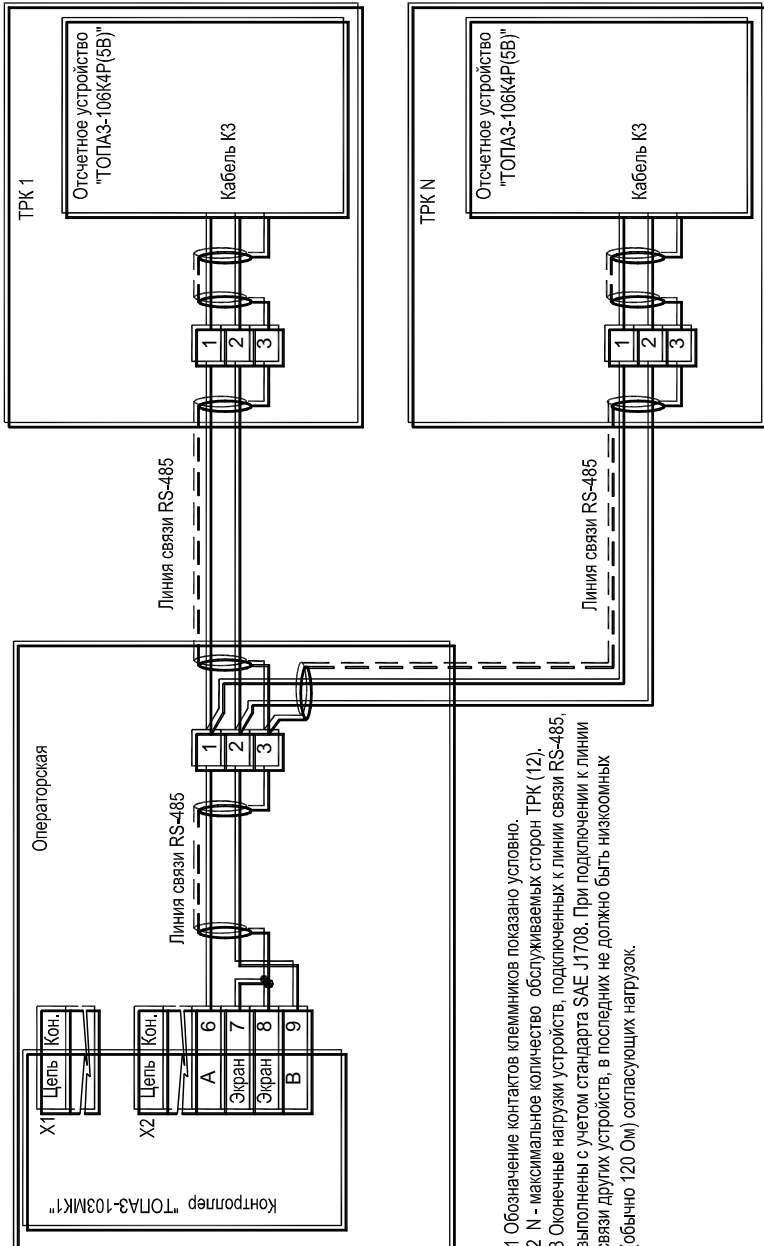 ТРК 1
Отсчетное устройство
"ТОПАЗ-106К4Р(5В)"
Кабель К3
1
2
3
Линия связи RS-485
ТРК N
Отсчетное устройство
"ТОПАЗ-106К4Р(5В)"
Кабель К3
1
2
3
Линия связи RS-485
Операторская
1
2
3
Линия связи RS-485
X1
Цепь Кон.
X2
Цепь Кон.
А 6
Экран 7
Экран 8
В 9
Контроллер "ТОПАЗ-103МК1"
1 Обозначение контактов клеммников показано условно.
2 N - максимальное количество обслуживаемых сторон ТРК (12).
3 Оконечные нагрузки устройств, подключенных к линии связи RS-485,
выполнены с учетом стандарта SAE J1708. При подключении к линии
связи других устройств, в последних не должно быть низкоомных
(обычно 120 Ом) согласующих нагрузок.